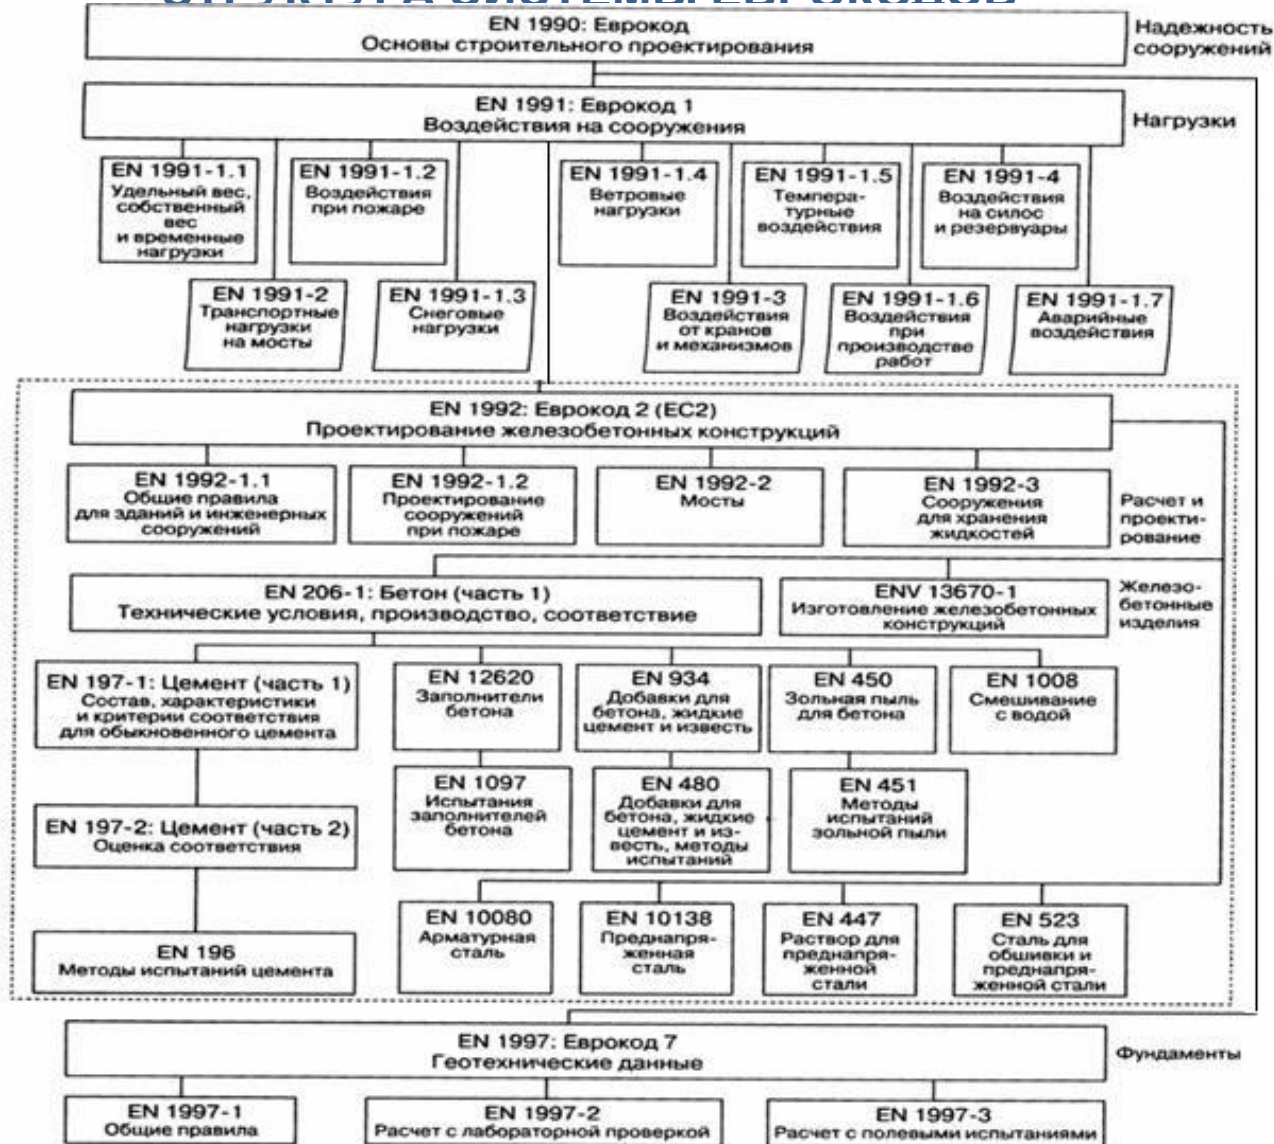 СТРУКТУРА СИСТЕМЫ ЕВРОКОДОВ
EN 1990: Еврокод
Основы строительного проектирования
Надежность
сооружений
EN 1991: Еврокод 1
Воздействия на сооружения
Нагрузки
EN 1991-1.1
Удельный вес,
собственный
вес
и временные
нагрузки
EN 1991-1.2
Воздействия
при пожаре
EN 1991-1.4
Ветровые
нагрузки
EN 1991-1.5
Темпера-
турные
воздействия
EN 1991-4
Воздействия
на силос
и резервуары
EN 1991-2
Транспортные
нагрузки
на мосты
EN 1991-1.3
Снеговые
нагрузки
EN 1991-3
Воздействия
от кранов
и механизмов
EN 1991-1.6
Воздействия
при
производстве
работ
EN 1991-1.7
Аварийные
воздействия
EN 1992: Еврокод 2 (EC2)
Проектирование железобетонных конструкций
EN 1992-1.1
Общие правила
для зданий и инженерных
сооружений
EN 1992-1.2
Проектирование
сооружений
при пожаре
EN 1992-2
Мосты
EN 1992-3
Сооружения
для хранения
жидкостей
Расчет и
проекти-
рование
EN 206-1: Бетон (часть 1)
Технические условия, производство, соответствие
ENV 13670-1
Изготовление железобетонных
конструкций
Железо-
бетонные
изделия
EN 197-1: Цемент (часть 1)
Состав, характеристики
и критерии соответствия
для обыкновенного цемента
EN 12620
Заполнители
бетона
EN 934
Добавки для
бетона, жидкие
цемент и известь
EN 450
Зольная пыль
для бетона
EN 1008
Смешивание
с водой
EN 197-2: Цемент (часть 2)
Оценка соответствия
EN 1097
Испытания
заполнителей
бетона
EN 480
Добавки для
бетона, жидкие
цемент и из-
весть, методы
испытаний
EN 451
Методы
испытаний
зольной пыли
EN 196
Методы испытаний цемента
EN 10080
Арматурная
сталь
EN 10138
Преднапря-
женная
сталь
EN 447
Раствор для
преднапря-
женной
стали
EN 523
Сталь для
обшивки и
преднапря-
женной стали
EN 1997: Еврокод 7
Геотехнические данные
Фундаменты
EN 1997-1
Общие правила
EN 1997-2
Расчет с лабораторной проверкой
EN 1997-3
Расчет с полевыми испытаниями